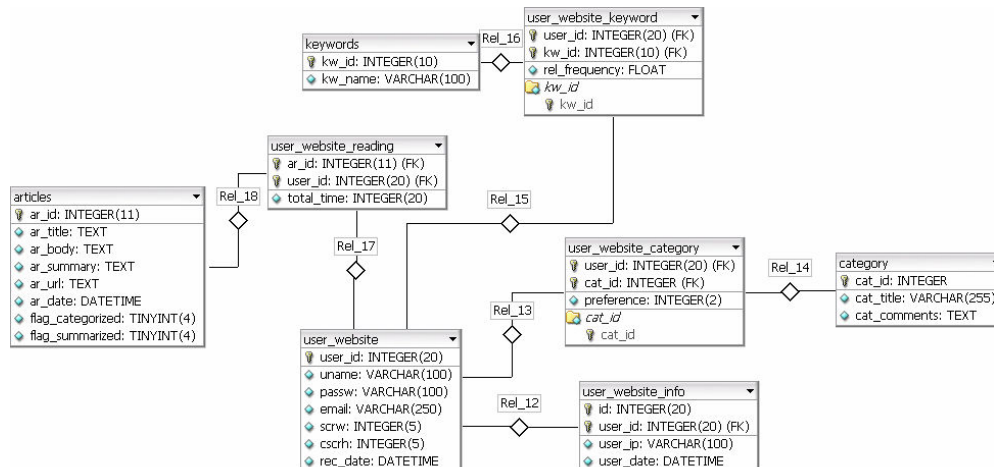 user_website_keyword
user_id: INTEGER(20) (FK)
kw_id: INTEGER(10) (FK)
rel_frequency: FLOAT
kw_id
kw_id
Rel_16
keywords
kw_id: INTEGER(10)
kw_name: VARCHAR(100)
user_website_reading
ar_id: INTEGER(11) (FK)
user_id: INTEGER(20) (FK)
total_time: INTEGER(20)
Rel_18
Rel_15
articles
ar_id: INTEGER(11)
ar_title: TEXT
ar_body: TEXT
ar_summary: TEXT
ar_url: TEXT
ar_date: DATETIME
flag_categorized: TINYINT(4)
flag_summarized: TINYINT(4)
Rel_17
user_website_category
user_id: INTEGER(20) (FK)
cat_id: INTEGER (FK)
preference: INTEGER(2)
cat_id
cat_id
Rel_14
category
cat_id: INTEGER
cat_title: VARCHAR(255)
cat_comments: TEXT
Rel_13
user_website
user_id: INTEGER(20)
uname: VARCHAR(100)
passw: VARCHAR(100)
email: VARCHAR(250)
scrw: INTEGER(5)
cscrh: INTEGER(5)
rec_date: DATETIME
Rel_12
user_website_info
id: INTEGER(20)
user_id: INTEGER(20) (FK)
user_ip: VARCHAR(100)
user_date: DATETIME